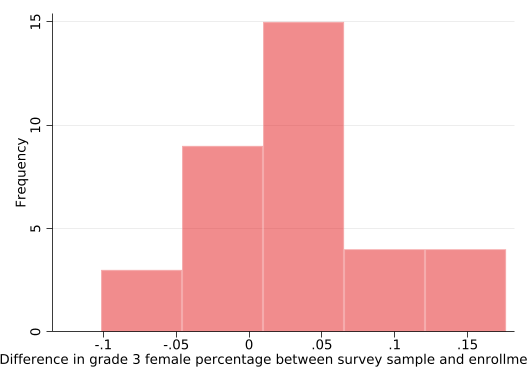 Frequency
15
10
5
0
-.1 -.05 0 .05 .1 .15
Difference in grade 3 female percentage between survey sample and enrollme